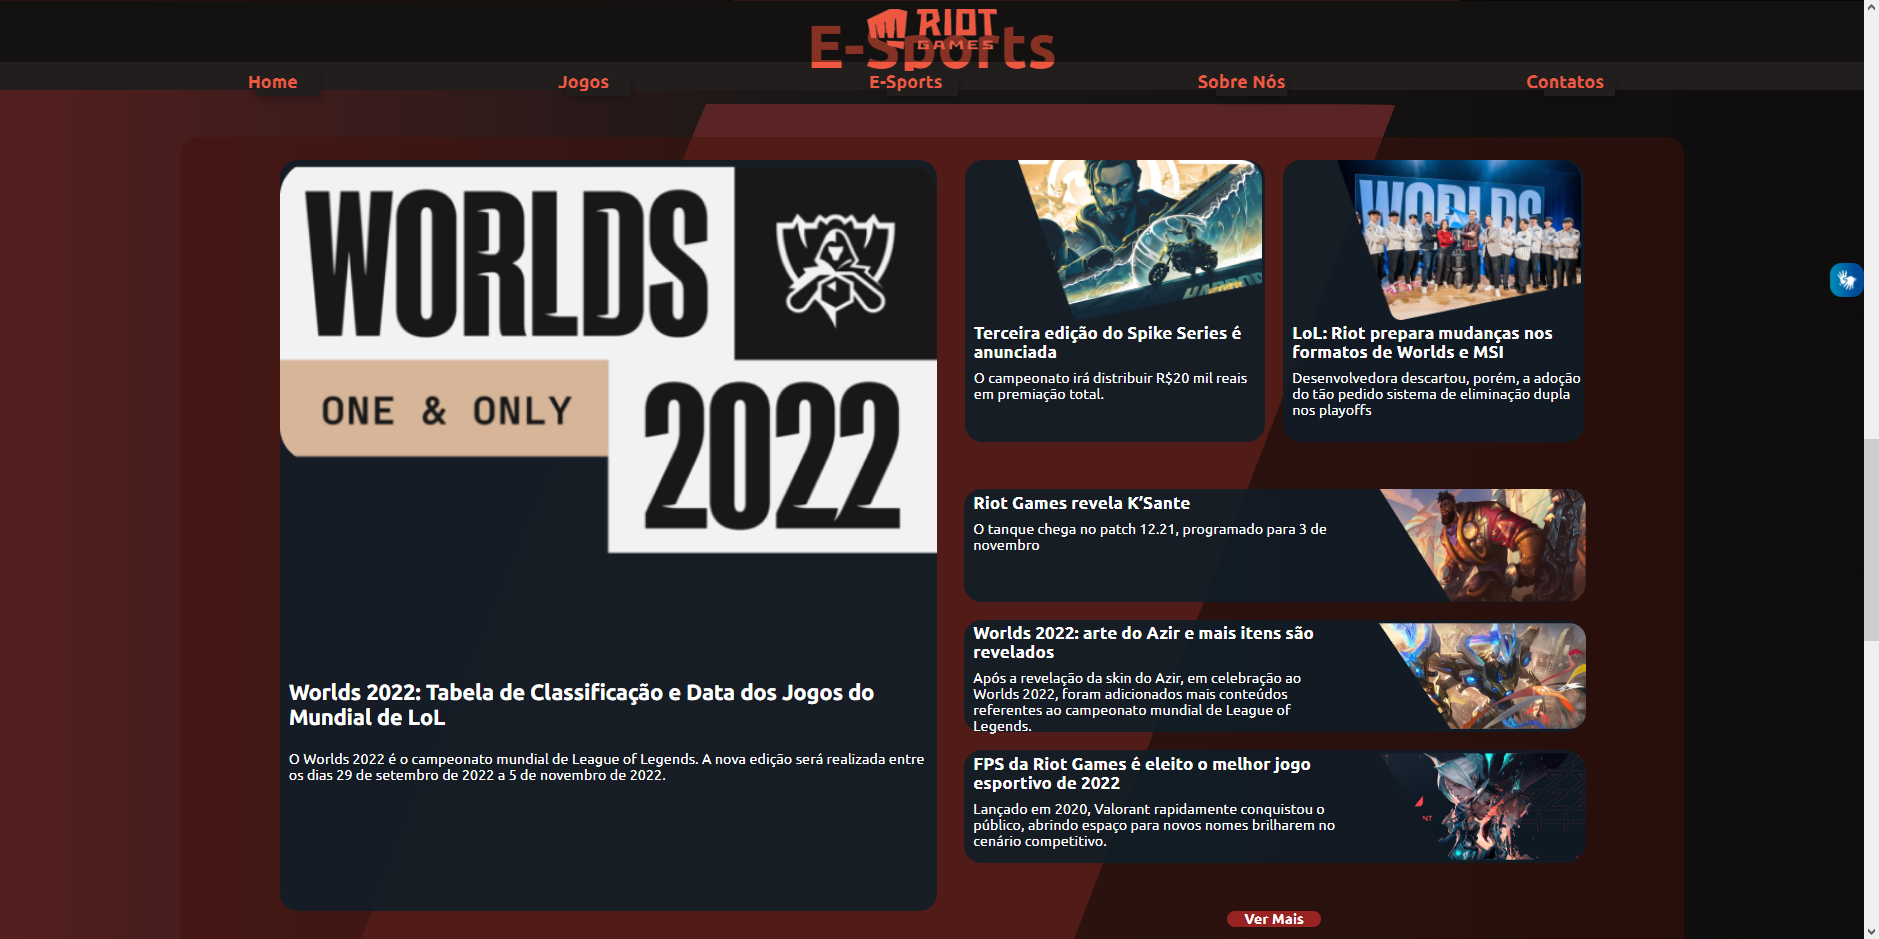 RIOT
GAMES
E-Sports
Home
Jogos
E-Sports
Sobre Nós
Contatos
WORLDS
ONE & ONLY
2022
Worlds 2022: Tabela de Classificação e Data dos Jogos do
Mundial de LoL
O Worlds 2022 é o campeonato mundial de League of Legends. A nova edição será realizada entre
os dias 29 de setembro de 2022 a 5 de novembro de 2022.
HARBOR
Terceira edição do Spike Series é
anunciada
O campeonato irá distribuir R$20 mil reais
em premiação total.
WORLDS
LoL: Riot prepara mudanças nos
formatos de Worlds e MSI
Desenvolvedora descartou, porém, a adoção
do tão pedido sistema de eliminação dupla
nos playoffs
Riot Games revela K’Sante
O tanque chega no patch 12.21, programado para 3 de
novembro
Worlds 2022: arte do Azir e mais itens são
revelados
Após a revelação da skin do Azir, em celebração ao
Worlds 2022, foram adicionados mais conteúdos
referentes ao campeonato mundial de League of
Legends.
FPS da Riot Games é eleito o melhor jogo
esportivo de 2022
Lançado em 2020, Valorant rapidamente conquistou o
público, abrindo espaço para novos nomes brilharem no
cenário competitivo.
Ver Mais